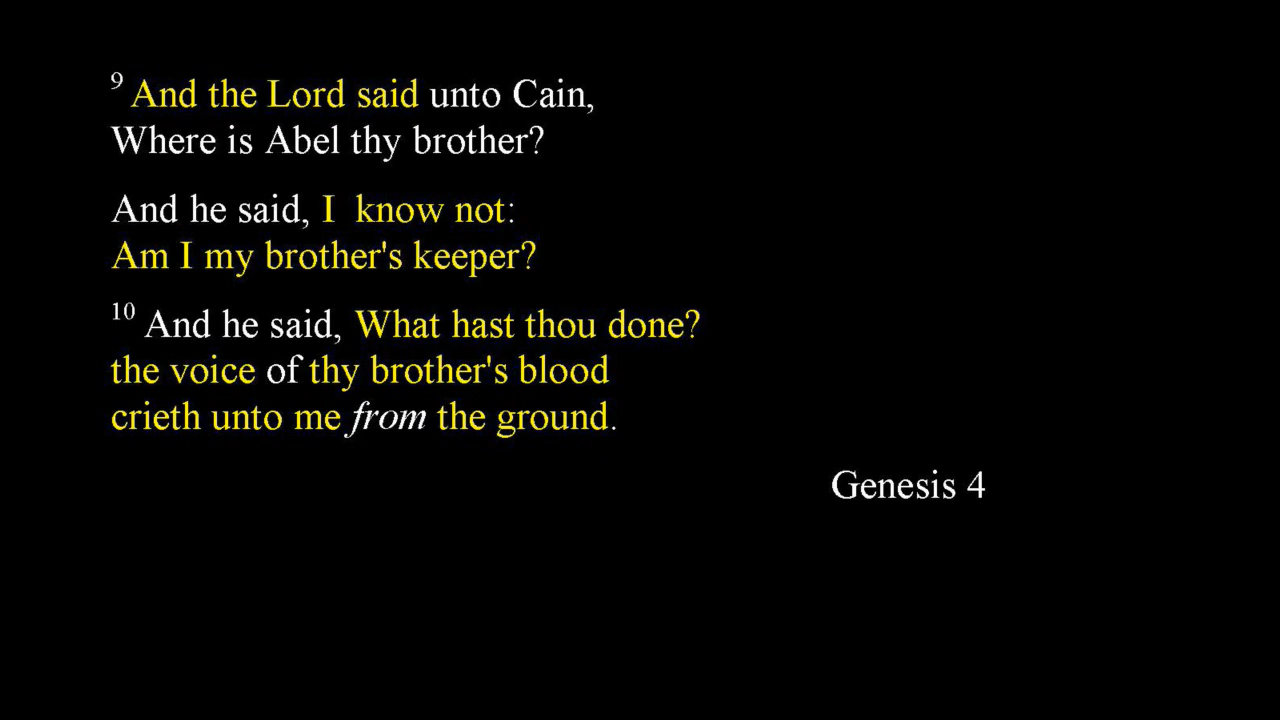 9 And the Lord said unto Cain,
Where is Abel thy brother?
And he said, I  know not:
Am I my brother's keeper?
10 And he said, What hast thou done?
the voice of thy brother's blood
crieth unto me from the ground.
Genesis 4